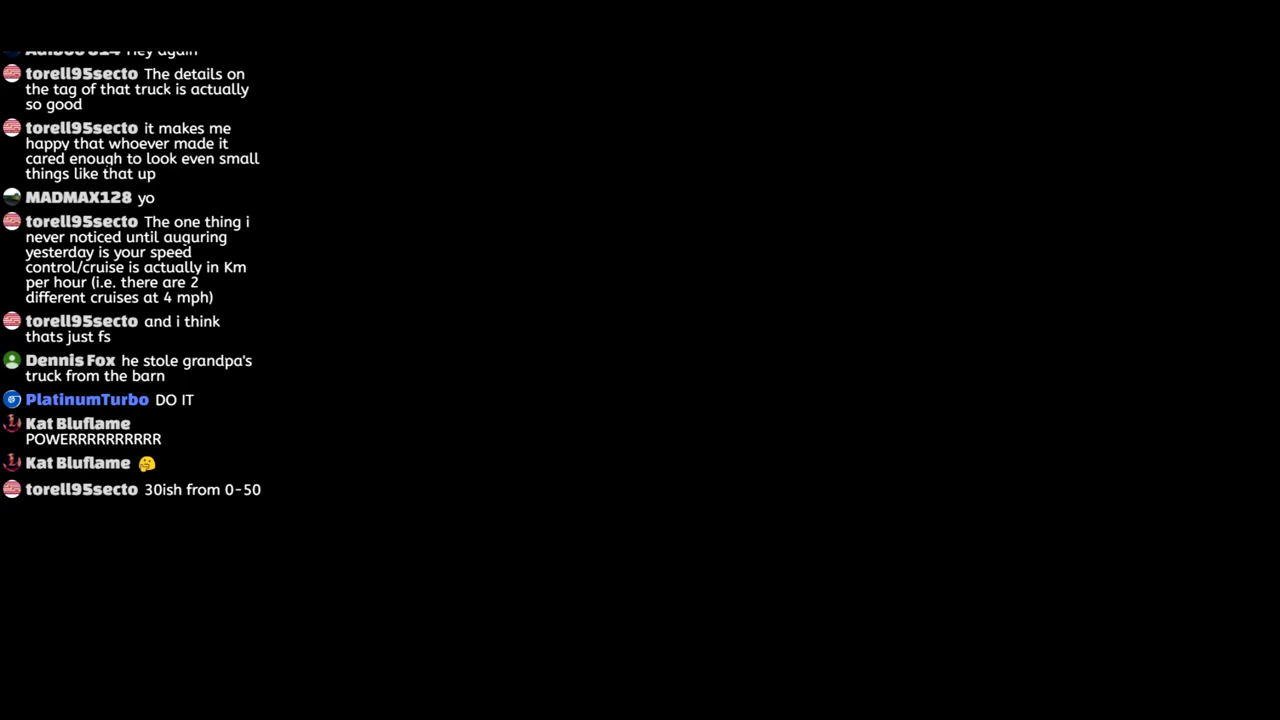 Hey again
torell95secto The details on
the tag of that truck is actually
so good
torell95secto it makes me
happy that whoever made it
cared enough to look even small
things like that up
MADMAX128 yo
torell95secto The one thing i
never noticed until auguring
yesterday is your speed
control/cruise is actually in Km
per hour (i.e. there are 2
different cruises at 4 mph)
torell95secto and i think
thats just fs
Dennis Fox he stole grandpa's
truck from the barn
PlatinumTurbo DO IT
Kat Bluflame
POWERRRRRRRRRR
Kat Bluflame 🤔
torell95secto 30ish from 0-50